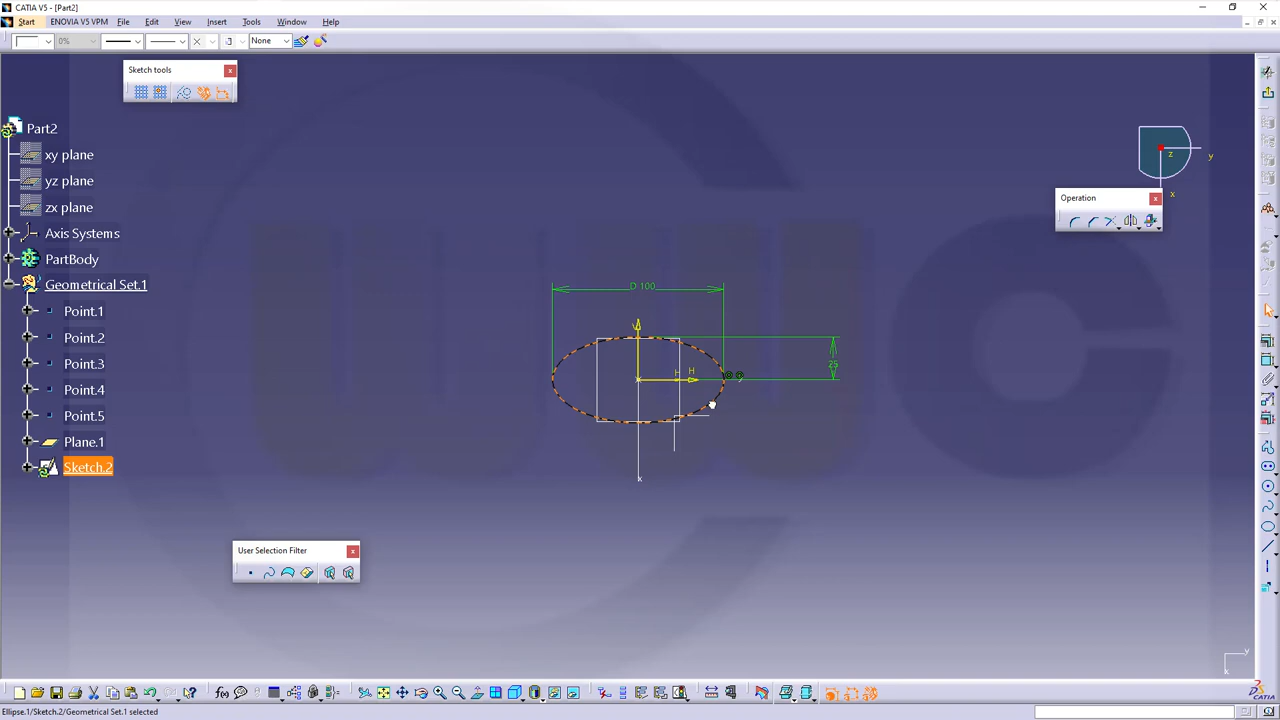 CATIA V5 - [Part2]
Start ENOVIA V5 VPM File Edit View Insert Tools Window Help
0% None
Sketch tools x
Part2
xy plane
yz plane
zx plane
Axis Systems
PartBody
Geometrical Set.1
Point.1
Point.2
Point.3
Point.4
Point.5
Plane.1
Sketch.2
z y
x
Operation x
D 100
25
V
H H
x
User Selection Filter x
y
x
f(x)
CATIA
Ellipse.1/Sketch.2/Geometrical Set.1 selected